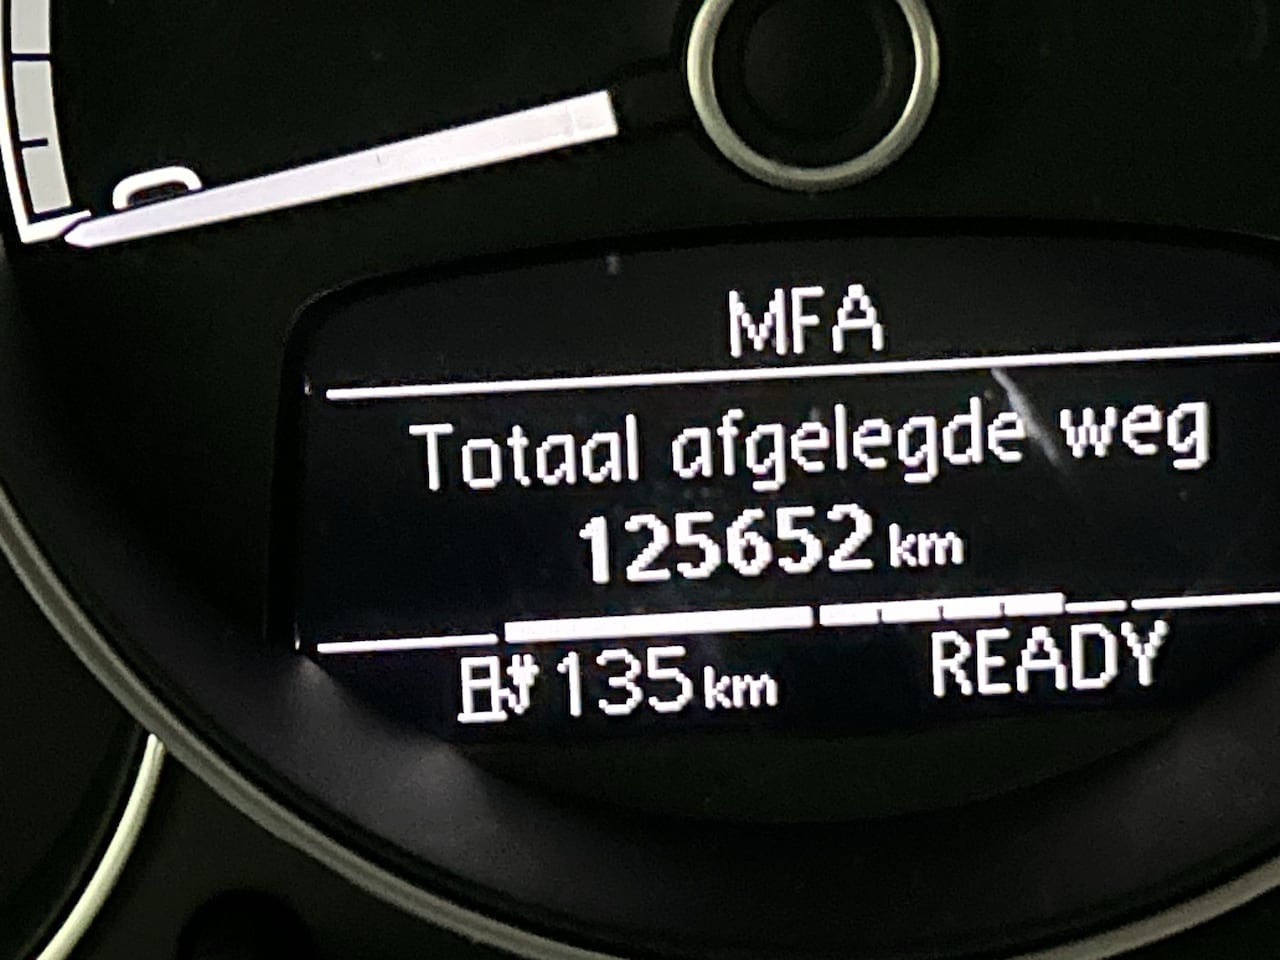 MFA
Totaal afgelegde weg
125652 km
135 km READY